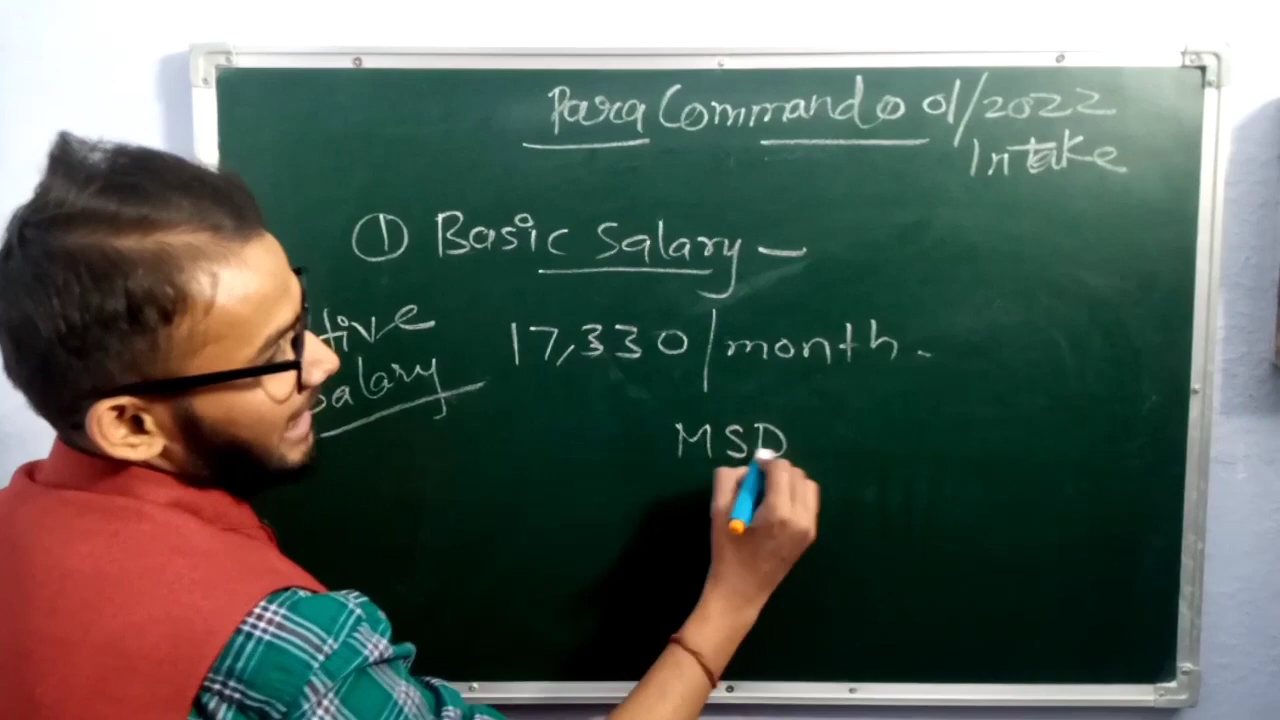 Para Commando 01/2022
Intake
① Basic Salary -
tive
Salary
17,330/month.
MSD